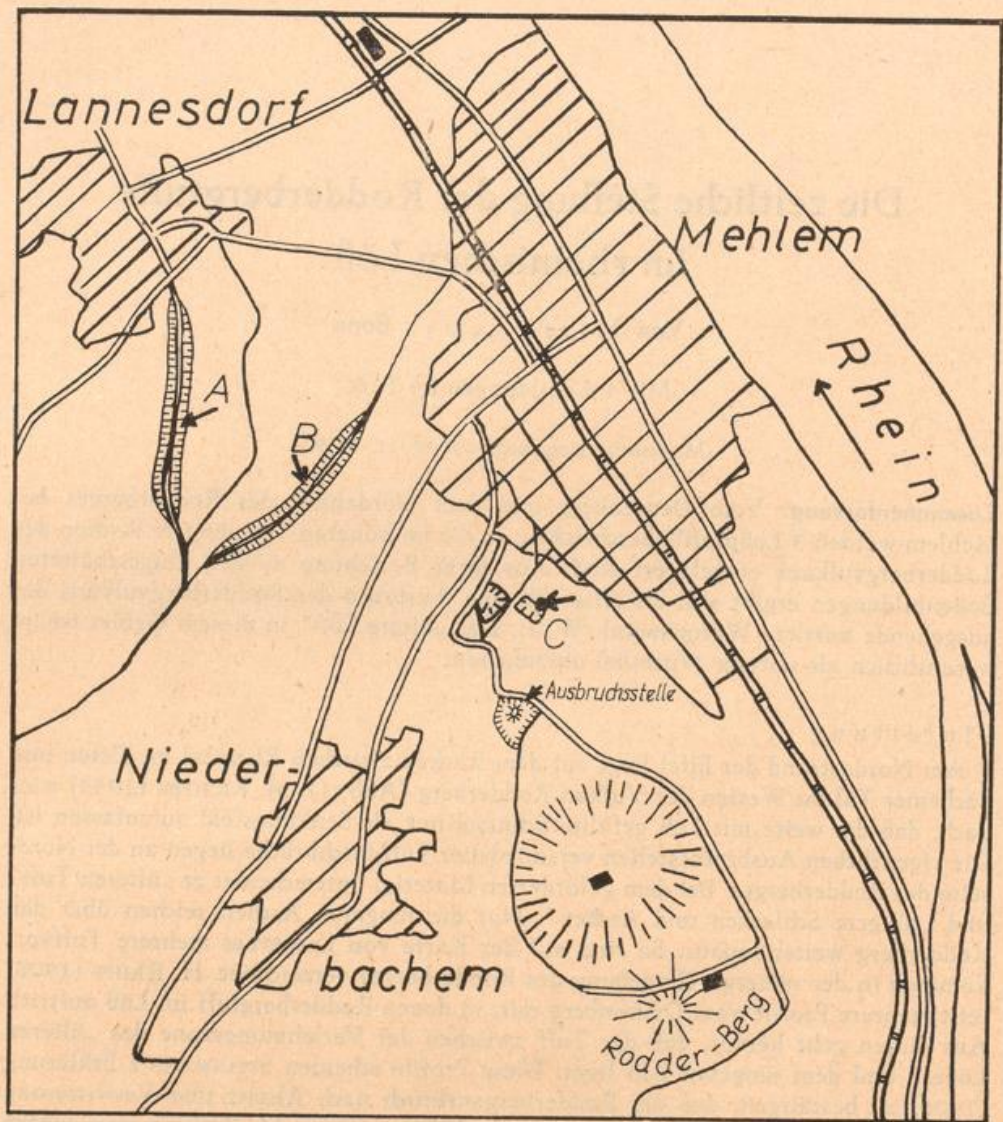 Lannesdorf
Mehlem
Rhein
A
B
C
Ausbruchsstelle
Nieder-
bachem
Rodder-Berg